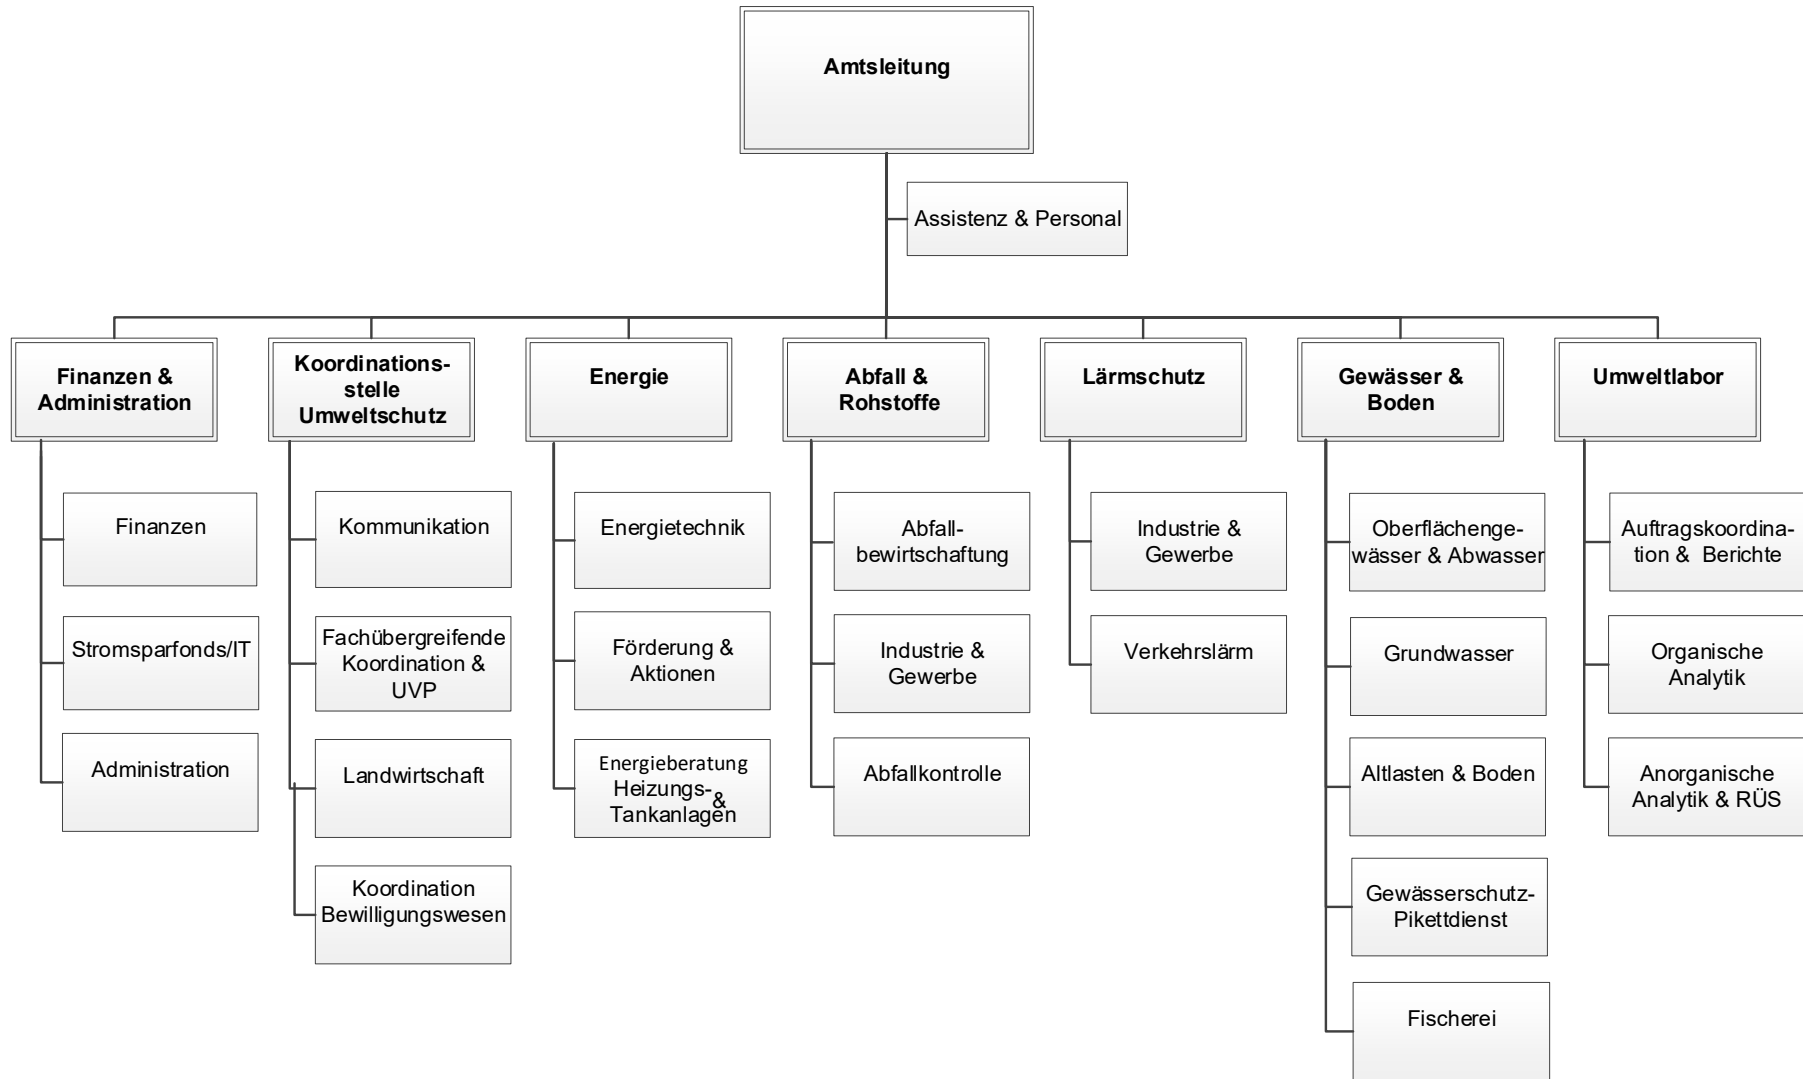 Amtsleitung
Assistenz & Personal
Finanzen &
Administration
Koordinations-
stelle
Umweltschutz
Energie
Abfall &
Rohstoffe
Lärmschutz
Gewässer &
Boden
Umweltlabor
Finanzen
Stromsparfonds/IT
Administration
Kommunikation
Fachübergreifende
Koordination &
UVP
Landwirtschaft
Koordination
Bewilligungswesen
Energietechnik
Förderung &
Aktionen
Energieberatung
Heizungs- &
Tankanlagen
Abfall-
bewirtschaftung
Industrie &
Gewerbe
Abfallkontrolle
Industrie &
Gewerbe
Verkehrslärm
Oberflächenge-
wässer & Abwasser
Grundwasser
Altlasten & Boden
Gewässerschutz-
Pikettdienst
Fischerei
Auftragskoordina-
tion & Berichte
Organische
Analytik
Anorganische
Analytik & RÜS